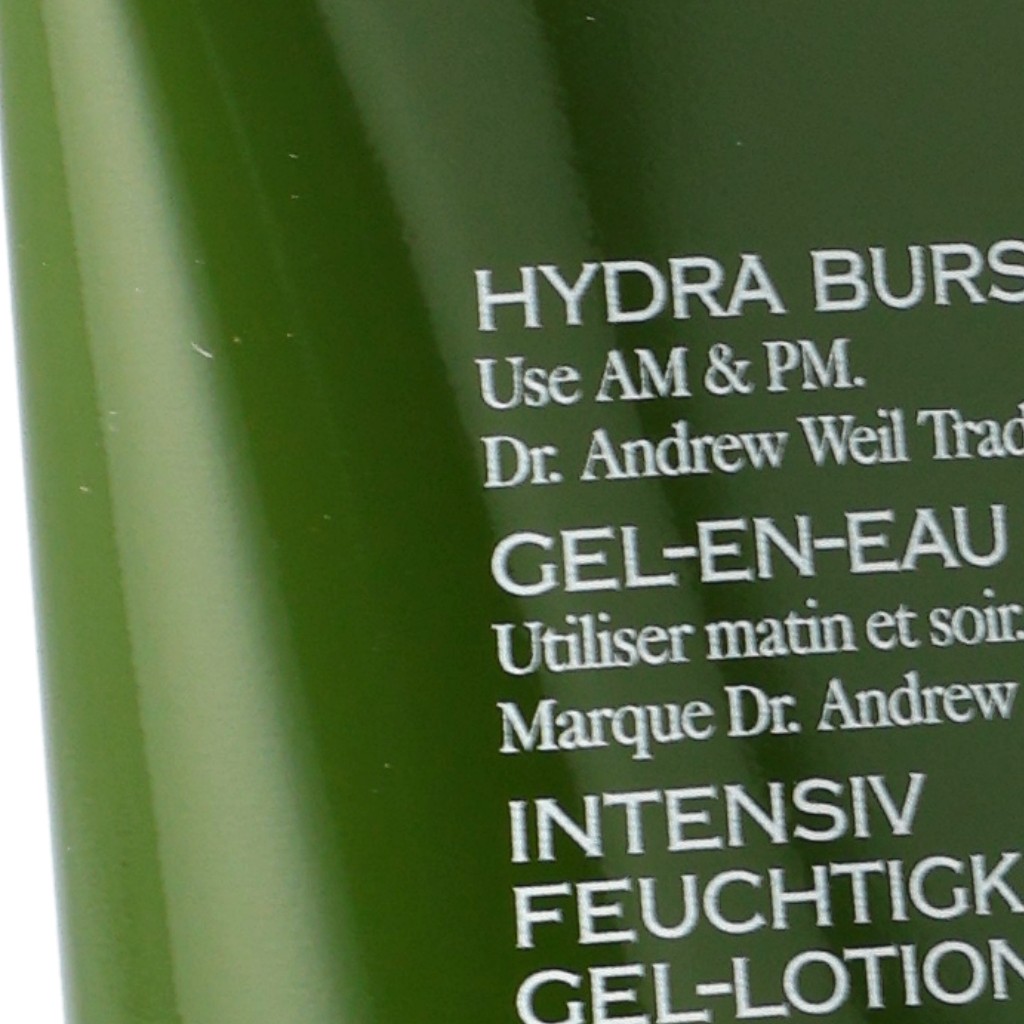 HYDRA BURS
Use AM & PM.
Dr. Andrew Weil Trad
GEL-EN-EAU
Utiliser matin et soir.
Marque Dr. Andrew
INTENSIV
FEUCHTIGK
GEL-LOTION